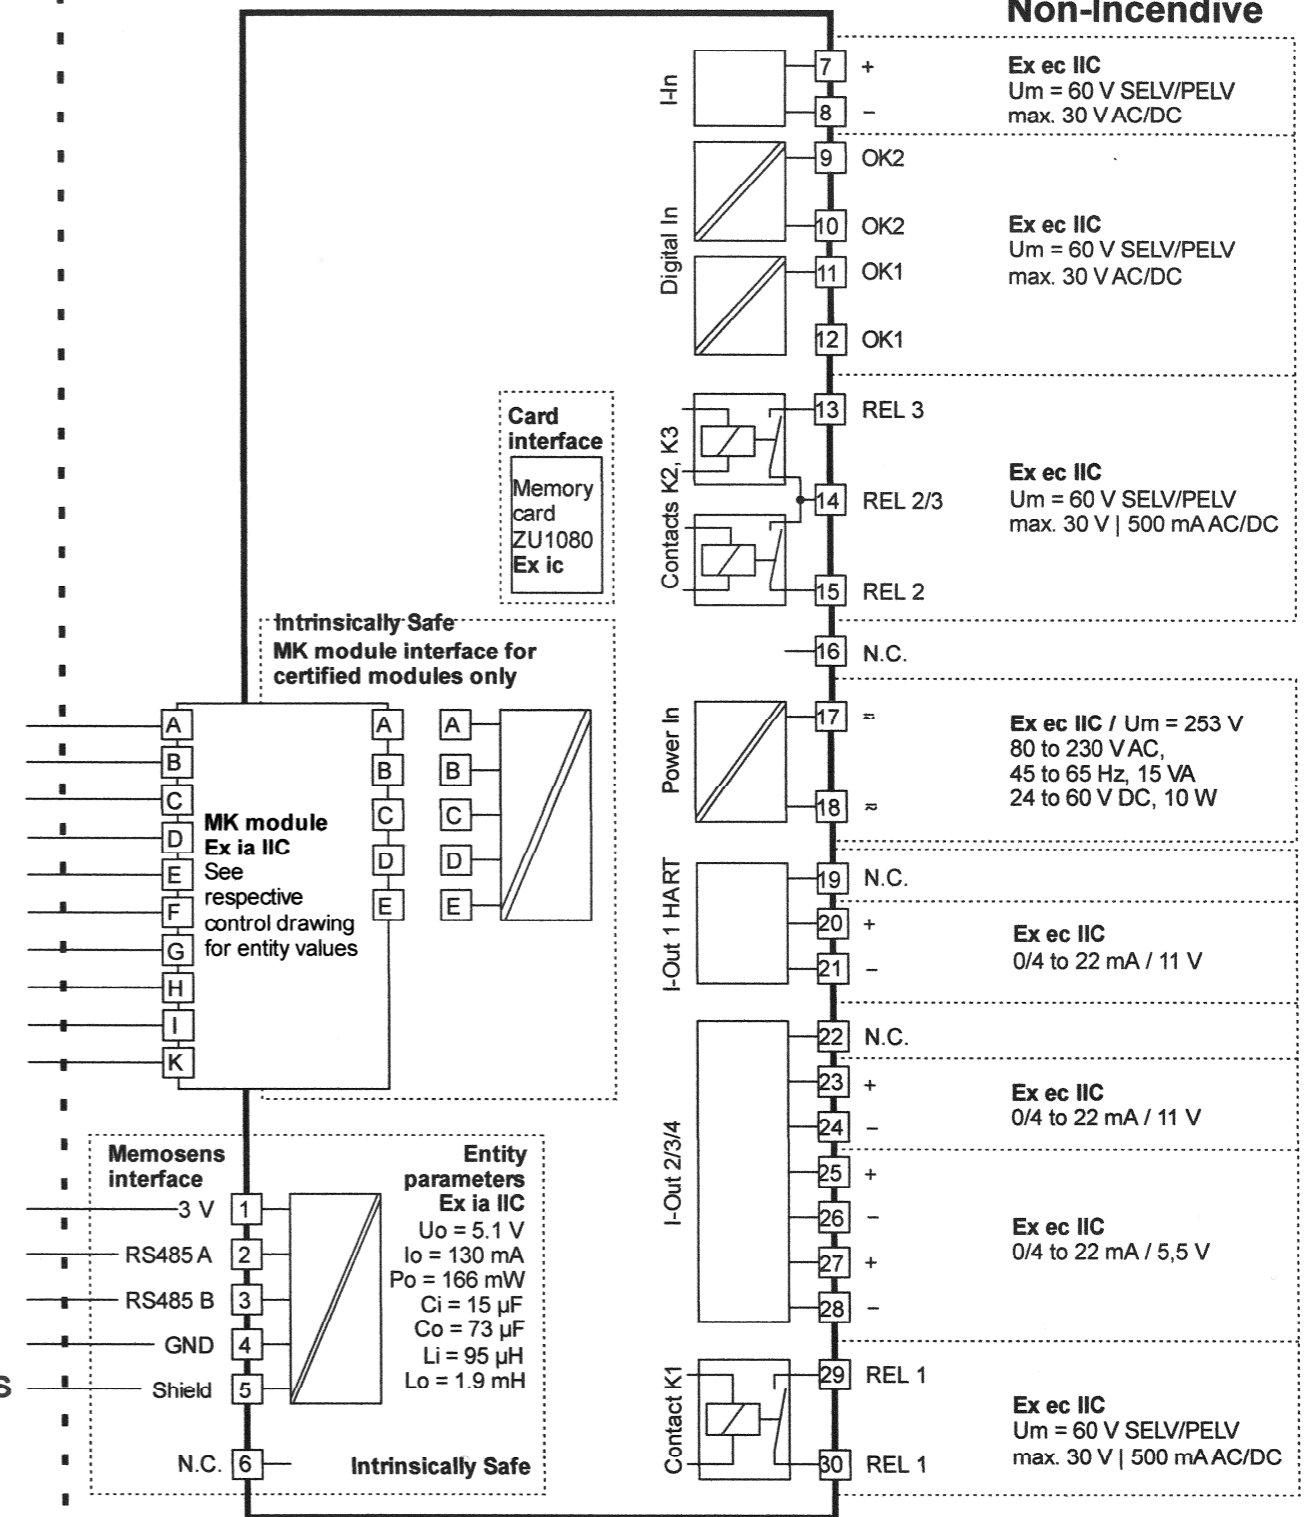 Non-Incendive
I-In
7 +
8 −
Ex ec IIC
Um = 60 V SELV/PELV
max. 30 V AC/DC
Digital In
9 OK2
10 OK2
11 OK1
12 OK1
Ex ec IIC
Um = 60 V SELV/PELV
max. 30 V AC/DC
Card
interface
Memory
card
ZU1080
Ex ic
Contacts K2, K3
13 REL 3
14 REL 2/3
15 REL 2
Ex ec IIC
Um = 60 V SELV/PELV
max. 30 V | 500 mA AC/DC
16 N.C.
Intrinsically Safe
MK module interface for
certified modules only
A
B
C
D
E
F
G
H
I
K
MK module
Ex ia IIC
See
respective
control drawing
for entity values
A
B
C
D
E
A
B
C
D
E
Power In
17 ≂
18 ≂
Ex ec IIC / Um = 253 V
80 to 230 V AC,
45 to 65 Hz, 15 VA
24 to 60 V DC, 10 W
I-Out 1 HART
19 N.C.
20 +
21 −
Ex ec IIC
0/4 to 22 mA / 11 V
I-Out 2/3/4
22 N.C.
23 +
24 −
Ex ec IIC
0/4 to 22 mA / 11 V
25 +
26 −
27 +
28 −
Ex ec IIC
0/4 to 22 mA / 5,5 V
Memosens
interface
3 V 1
RS485 A 2
RS485 B 3
GND 4
S Shield 5
N.C. 6
Entity
parameters
Ex ia IIC
Uo = 5.1 V
Io = 130 mA
Po = 166 mW
Ci = 15 µF
Co = 73 µF
Li = 95 µH
Lo = 1.9 mH
Intrinsically Safe
Contact K1
29 REL 1
30 REL 1
Ex ec IIC
Um = 60 V SELV/PELV
max. 30 V | 500 mA AC/DC